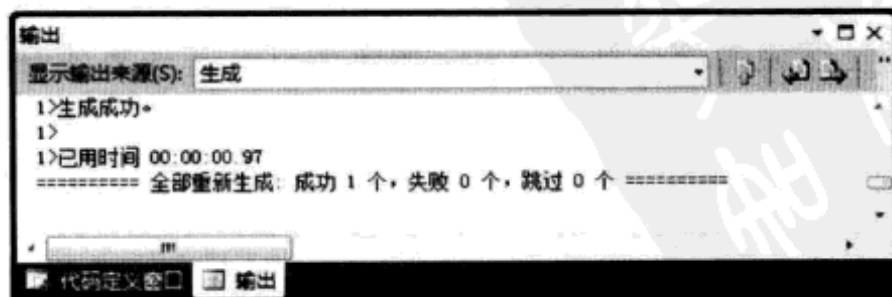 输出
显示输出来源(S): 生成
1>生成成功。
1>
1>已用时间 00:00:00.97
========== 全部重新生成: 成功 1 个，失败 0 个，跳过 0 个 ==========
代码定义窗口 输出